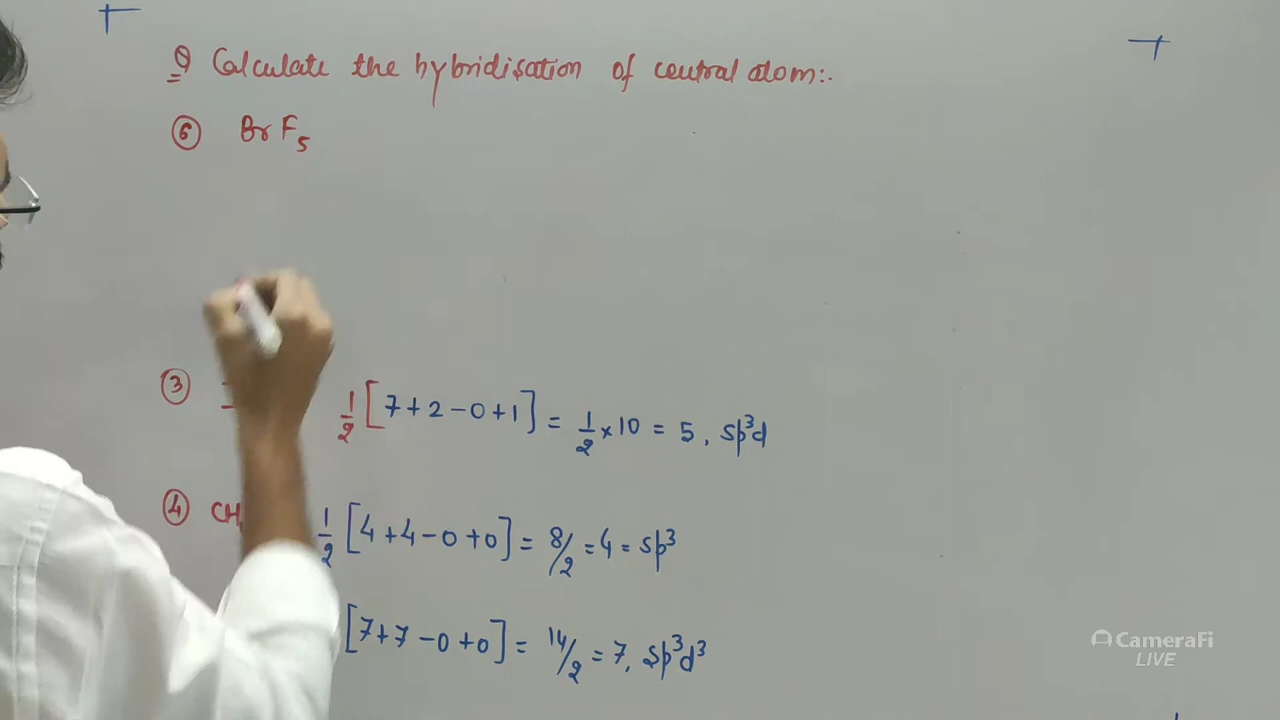 Q Calculate the hybridisation of central atom:.
⑥ BrF₅
③ 1/2 [7+2-0+1] = 1/2 × 10 = 5, sp³d
④ CH 1/2 [4+4-0+0] = 8/2 = 4 = sp³
[7+7-0+0] = 14/2 = 7, sp³d³
CameraFi
LIVE